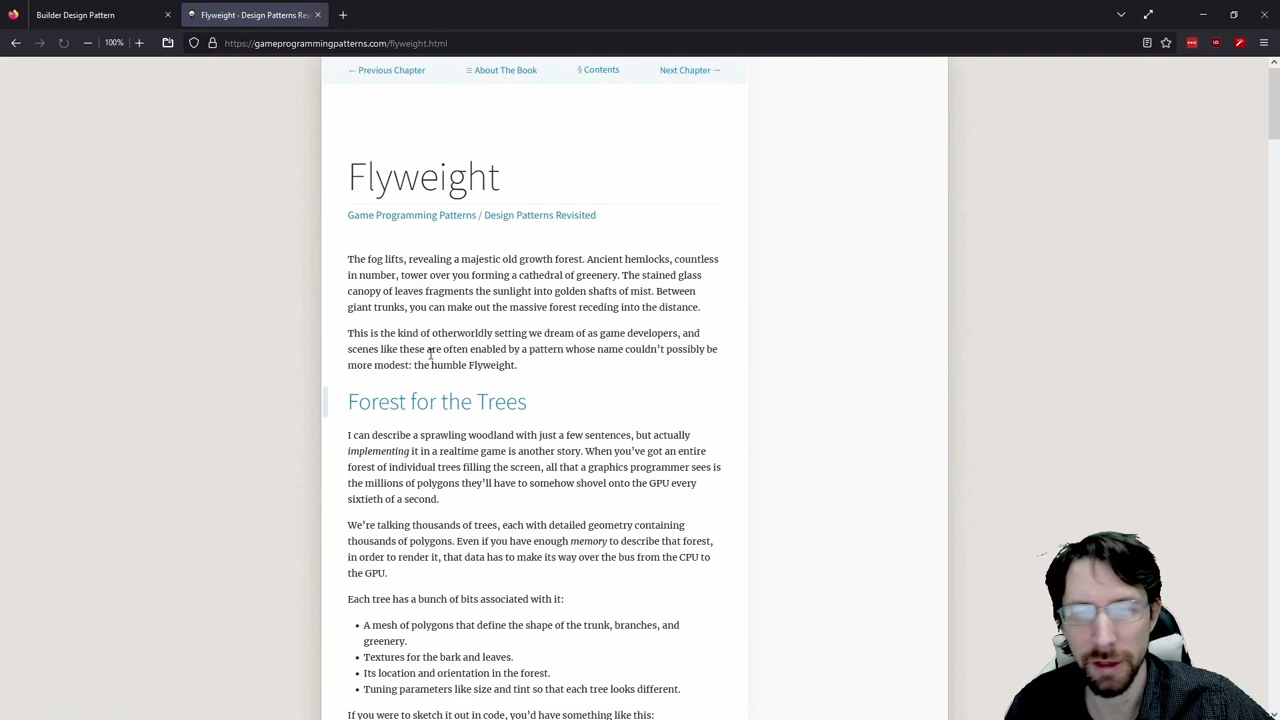 Builder Design Pattern
Flyweight · Design Patterns Rev
100%
https://gameprogrammingpatterns.com/flyweight.html
← Previous Chapter
≡ About The Book
§ Contents
Next Chapter →
Flyweight
Game Programming Patterns / Design Patterns Revisited
The fog lifts, revealing a majestic old growth forest. Ancient hemlocks, countless
in number, tower over you forming a cathedral of greenery. The stained glass
canopy of leaves fragments the sunlight into golden shafts of mist. Between
giant trunks, you can make out the massive forest receding into the distance.
This is the kind of otherworldly setting we dream of as game developers, and
scenes like these are often enabled by a pattern whose name couldn’t possibly be
more modest: the humble Flyweight.
Forest for the Trees
I can describe a sprawling woodland with just a few sentences, but actually
implementing it in a realtime game is another story. When you’ve got an entire
forest of individual trees filling the screen, all that a graphics programmer sees is
the millions of polygons they’ll have to somehow shovel onto the GPU every
sixtieth of a second.
We’re talking thousands of trees, each with detailed geometry containing
thousands of polygons. Even if you have enough memory to describe that forest,
in order to render it, that data has to make its way over the bus from the CPU to
the GPU.
Each tree has a bunch of bits associated with it:
• A mesh of polygons that define the shape of the trunk, branches, and
greenery.
• Textures for the bark and leaves.
• Its location and orientation in the forest.
• Tuning parameters like size and tint so that each tree looks different.
If you were to sketch it out in code, you’d have something like this: